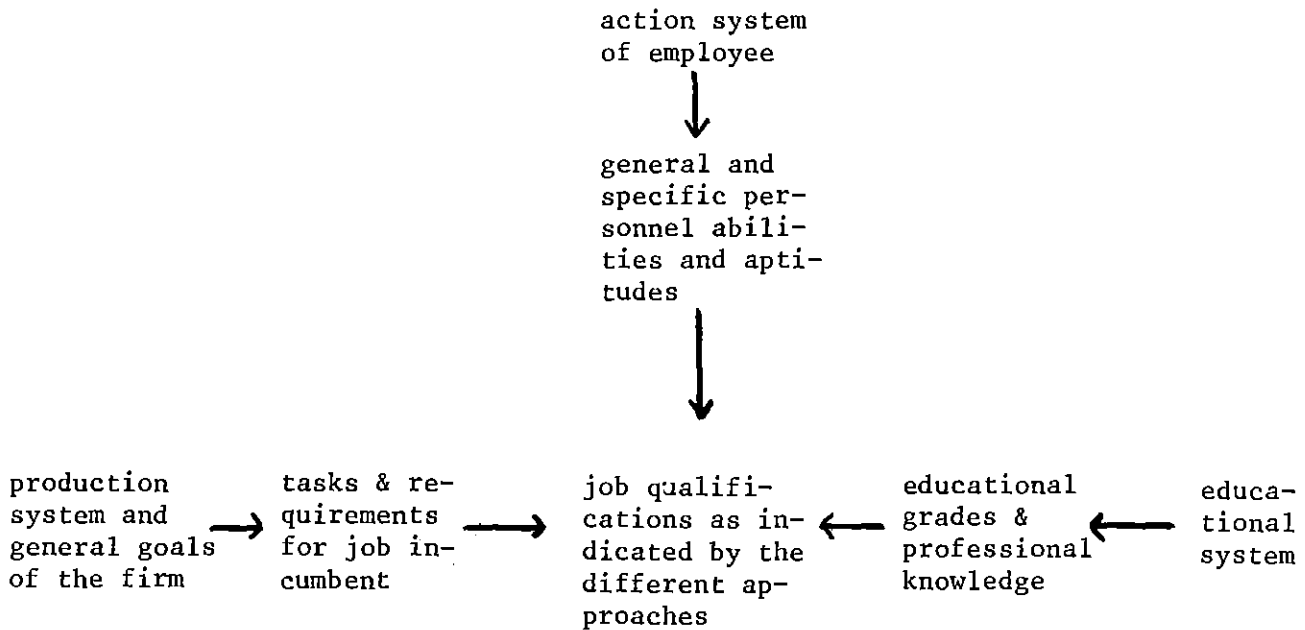 action system
of employee
general and
specific per-
sonnel abili-
ties and apti-
tudes
production
system and
general goals
of the firm
tasks & re-
quirements
for job in-
cumbent
job qualifi-
cations as in-
dicated by the
different ap-
proaches
educational
grades &
professional
knowledge
educa-
tional
system